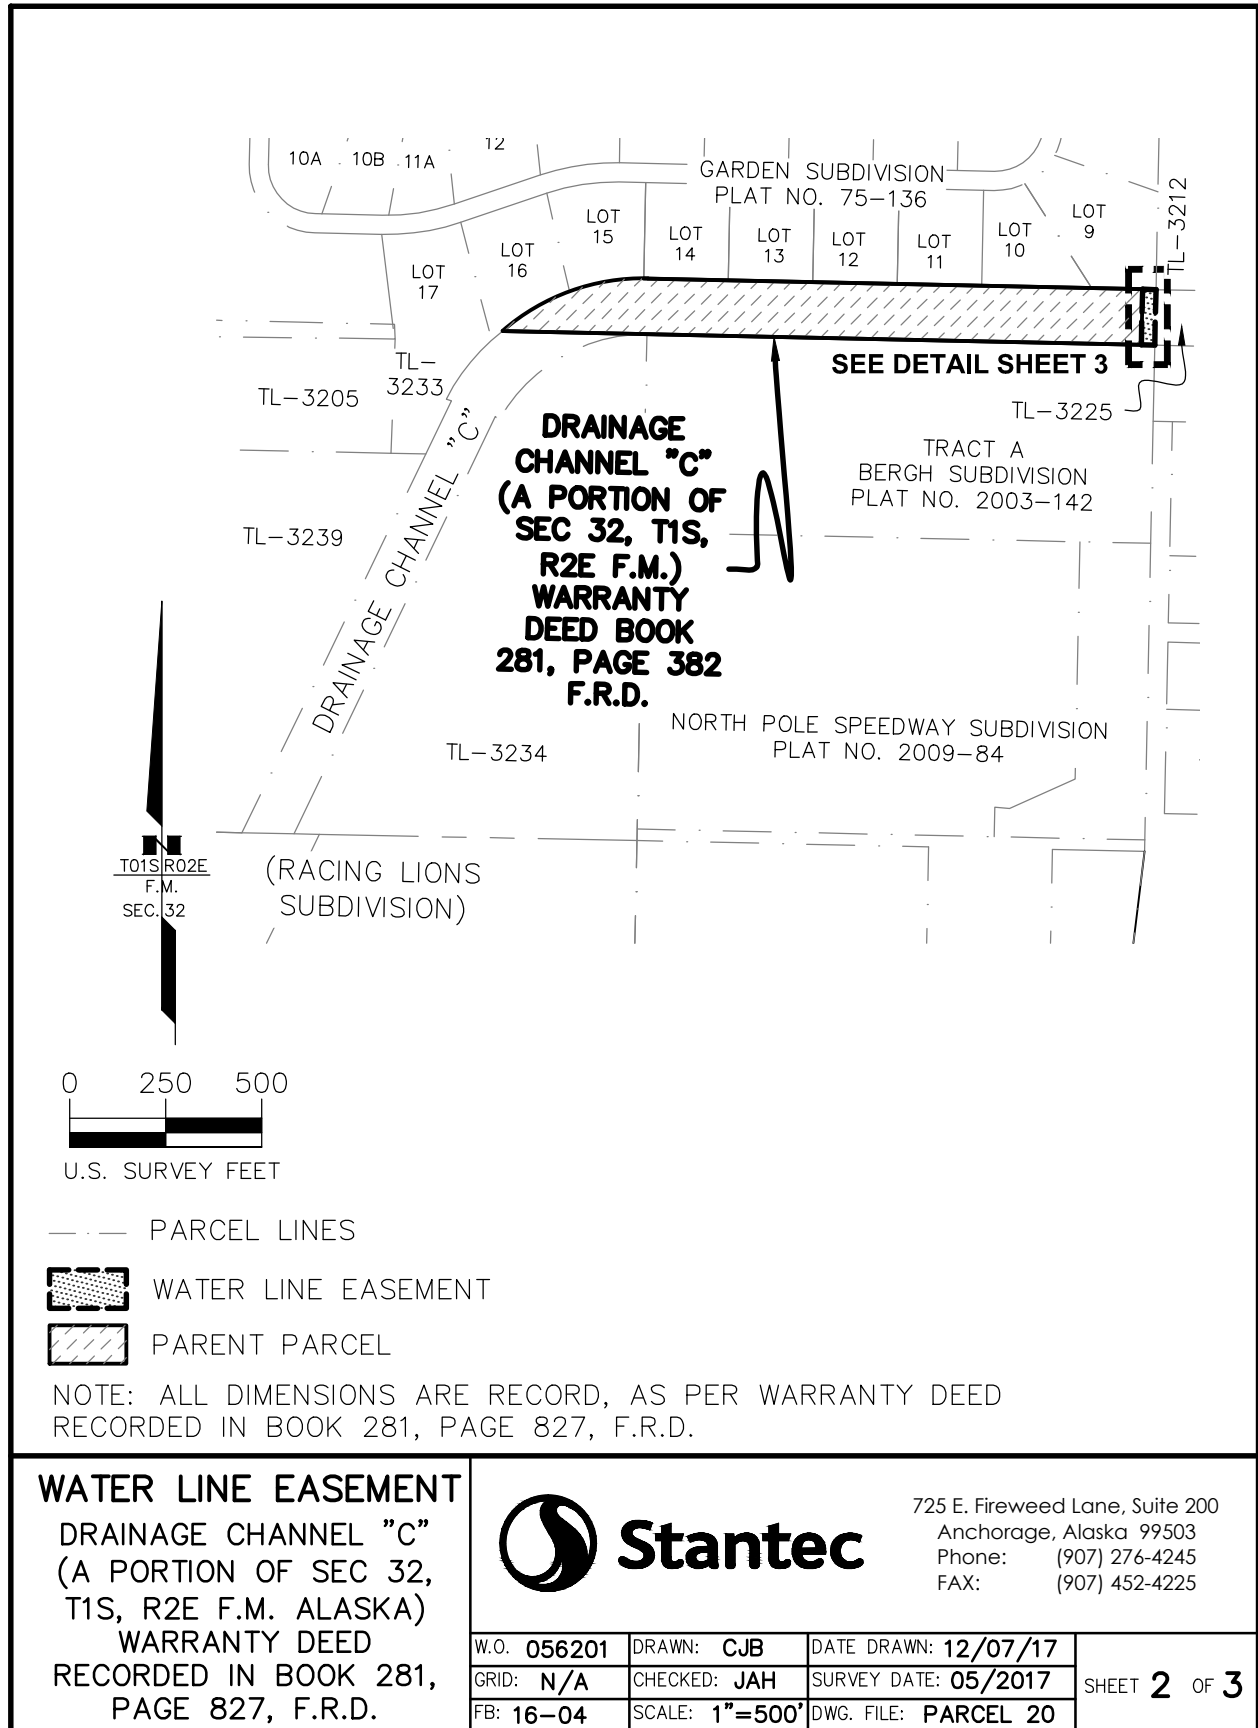 12
10A
10B
11A
GARDEN SUBDIVISION
PLAT NO. 75-136
TL-3212
LOT
9
LOT
10
LOT
11
LOT
12
LOT
13
LOT
14
LOT
15
LOT
16
LOT
17
TL-
3233
TL-3205
SEE DETAIL SHEET 3
TL-3225
DRAINAGE CHANNEL "C"
DRAINAGE
CHANNEL "C"
(A PORTION OF
SEC 32, T1S,
R2E F.M.)
WARRANTY
DEED BOOK
281, PAGE 382
F.R.D.
TRACT A
BERGH SUBDIVISION
PLAT NO. 2003-142
TL-3239
NORTH POLE SPEEDWAY SUBDIVISION
PLAT NO. 2009-84
TL-3234
N
T01S R02E
F.M.
SEC. 32
(RACING LIONS
SUBDIVISION)
0 250 500
U.S. SURVEY FEET
PARCEL LINES
WATER LINE EASEMENT
PARENT PARCEL
NOTE: ALL DIMENSIONS ARE RECORD, AS PER WARRANTY DEED
RECORDED IN BOOK 281, PAGE 827, F.R.D.
WATER LINE EASEMENT
DRAINAGE CHANNEL "C"
(A PORTION OF SEC 32,
T1S, R2E F.M. ALASKA)
WARRANTY DEED
RECORDED IN BOOK 281,
PAGE 827, F.R.D.
Stantec
725 E. Fireweed Lane, Suite 200
Anchorage, Alaska 99503
Phone: (907) 276-4245
FAX: (907) 452-4225
W.O. 056201 DRAWN: CJB DATE DRAWN: 12/07/17
GRID: N/A CHECKED: JAH SURVEY DATE: 05/2017
FB: 16-04 SCALE: 1"=500' DWG. FILE: PARCEL 20
SHEET 2 OF 3